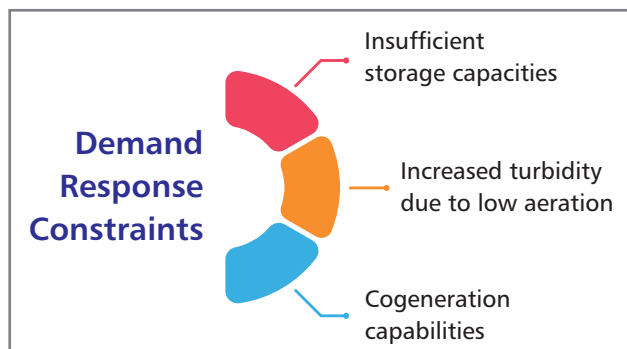 Demand
Response
Constraints
Insufficient
storage capacities
Increased turbidity
due to low aeration
Cogeneration
capabilities